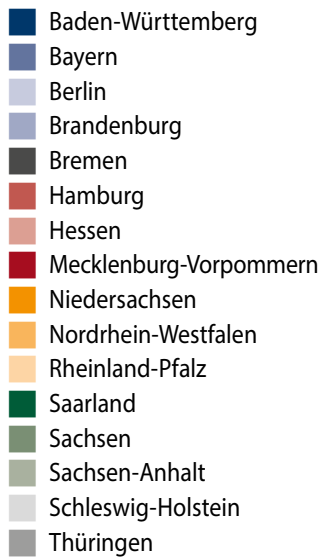 Baden-Württemberg
Bayern
Berlin
Brandenburg
Bremen
Hamburg
Hessen
Mecklenburg-Vorpommern
Niedersachsen
Nordrhein-Westfalen
Rheinland-Pfalz
Saarland
Sachsen
Sachsen-Anhalt
Schleswig-Holstein
Thüringen